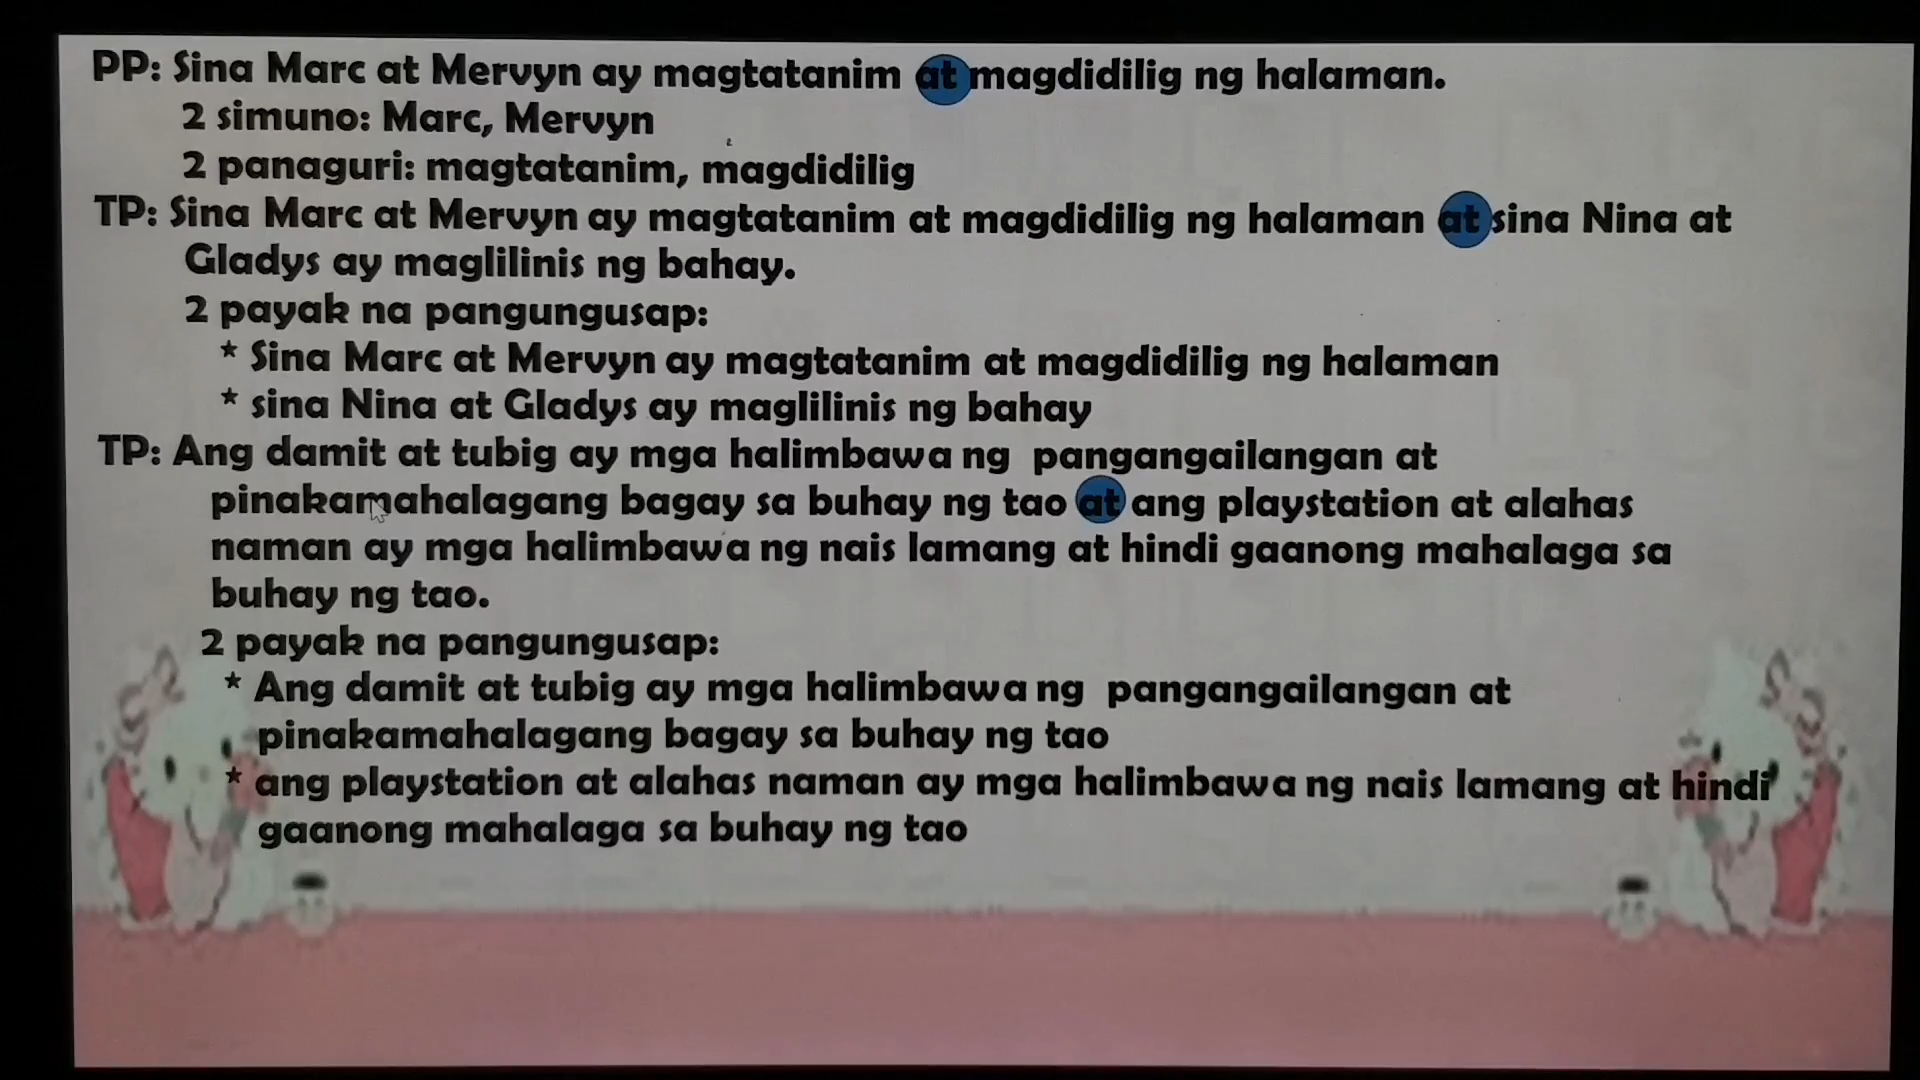 PP: Sina Marc at Mervyn ay magtatanim at magdidilig ng halaman.
2 simuno: Marc, Mervyn
2 panaguri: magtatanim, magdidilig
TP: Sina Marc at Mervyn ay magtatanim at magdidilig ng halaman at sina Nina at
Gladys ay maglilinis ng bahay.
2 payak na pangungusap:
* Sina Marc at Mervyn ay magtatanim at magdidilig ng halaman
* sina Nina at Gladys ay maglilinis ng bahay
TP: Ang damit at tubig ay mga halimbawa ng pangangailangan at
pinakamahalagang bagay sa buhay ng tao at ang playstation at alahas
naman ay mga halimbawa ng nais lamang at hindi gaanong mahalaga sa
buhay ng tao.
2 payak na pangungusap:
* Ang damit at tubig ay mga halimbawa ng pangangailangan at
pinakamahalagang bagay sa buhay ng tao
* ang playstation at alahas naman ay mga halimbawa ng nais lamang at hindi
gaanong mahalaga sa buhay ng tao